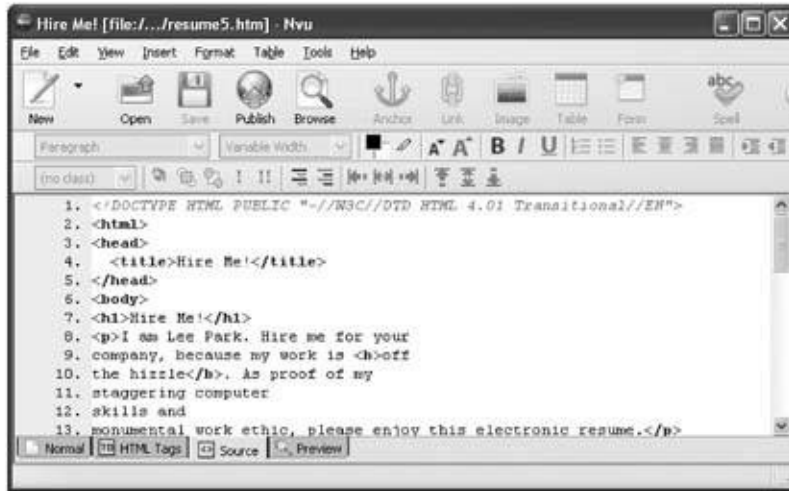 Hire Me! [file:/.../resume5.htm] - Nvu
File Edit View Insert Format Table Tools Help
New Open Save Publish Browse Anchor Link Image Table Form Spell
Paragraph Variable Width A A B I U
(no class)
1. <!DOCTYPE HTML PUBLIC "-//W3C//DTD HTML 4.01 Transitional//EN">
2. <html>
3. <head>
4. <title>Hire Me!</title>
5. </head>
6. <body>
7. <h1>Hire Me!</h1>
8. <p>I am Lee Park. Hire me for your
9. company, because my work is <b>off
10. the hizzle</b>. As proof of my
11. staggering computer
12. skills and
13. monumental work ethic, please enjoy this electronic resume.</p>
Normal HTML Tags Source Preview